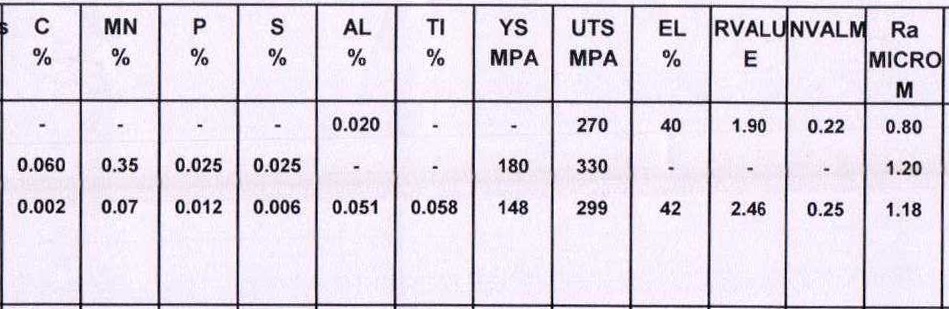 s C MN P S AL TI YS UTS EL RVALU NVALM Ra
% % % % % % MPA MPA % E MICRO
M
- - - - 0.020 - - 270 40 1.90 0.22 0.80
0.060 0.35 0.025 0.025 - - 180 330 - - - 1.20
0.002 0.07 0.012 0.006 0.051 0.058 148 299 42 2.46 0.25 1.18